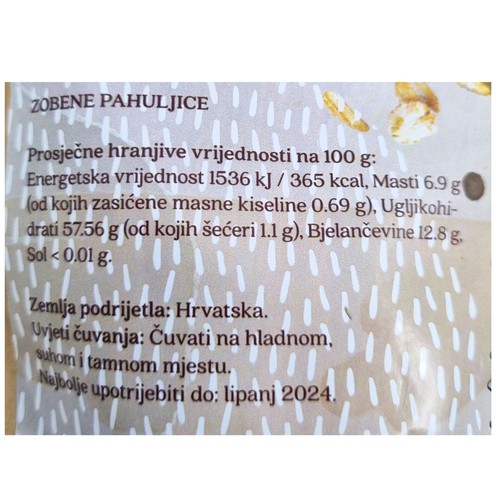 ZOBENE PAHULJICE
Prosječne hranjive vrijednosti na 100 g:
Energetska vrijednost 1536 kJ / 365 kcal, Masti 6.9 g
(od kojih zasićene masne kiseline 0.69 g), Ugljikohi-
drati 57.56 g (od kojih šećeri 1.1 g), Bjelančevine 12.8 g,
Sol < 0.01 g.
Zemlja podrijetla: Hrvatska.
Uvjeti čuvanja: Čuvati na hladnom,
suhom i tamnom mjestu.
Najbolje upotrijebiti do: lipanj 2024.